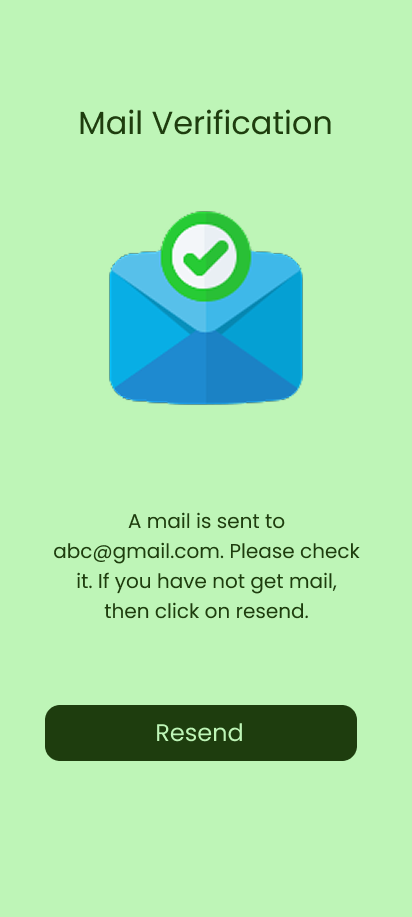 Mail Verification
A mail is sent to
abc@gmail.com. Please check
it. If you have not get mail,
then click on resend.
Resend